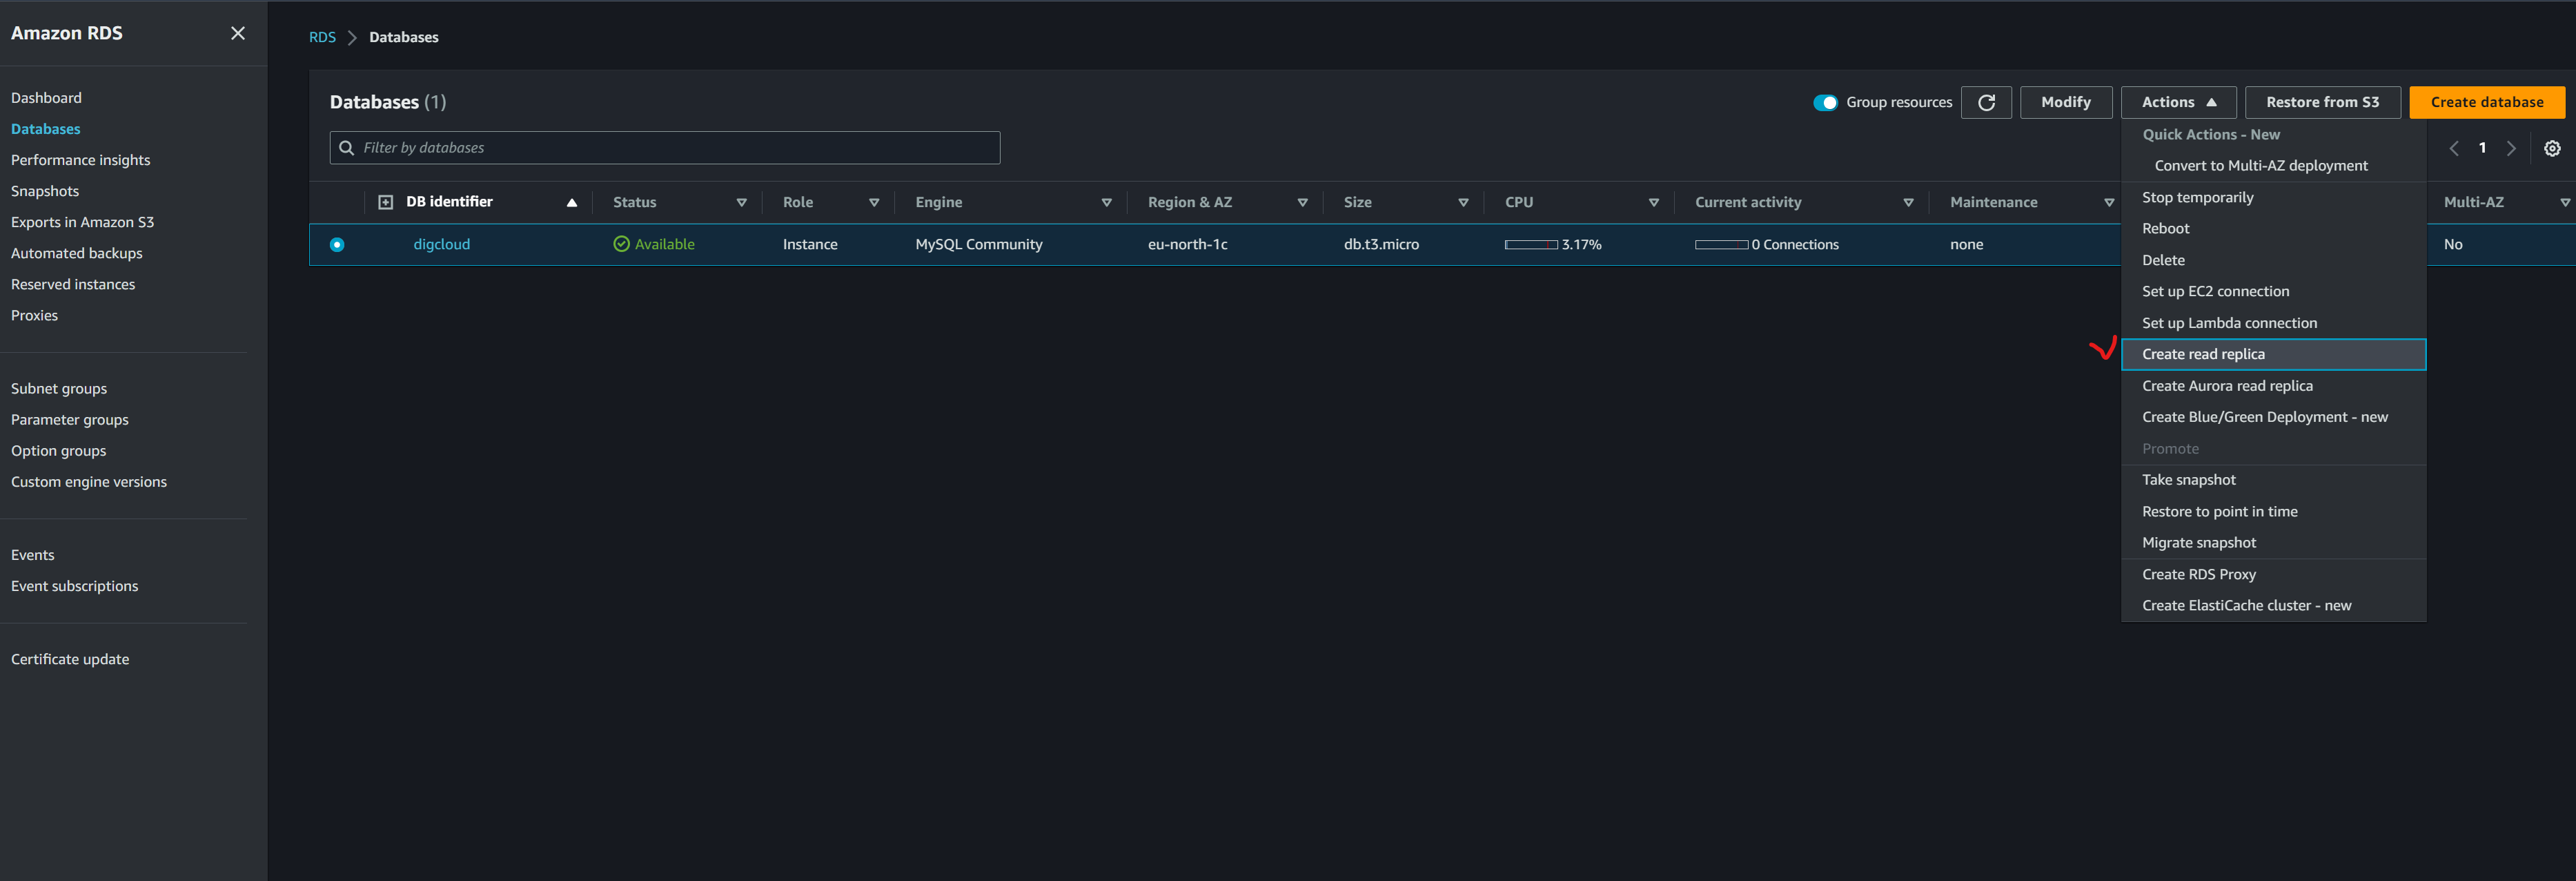 Amazon RDS
Dashboard
Databases
Performance insights
Snapshots
Exports in Amazon S3
Automated backups
Reserved instances
Proxies
Subnet groups
Parameter groups
Option groups
Custom engine versions
Events
Event subscriptions
Certificate update
RDS Databases
Databases (1)
Group resources Modify Actions Restore from S3 Create database
Filter by databases
1
DB identifier Status Role Engine Region & AZ Size CPU Current activity Maintenance Multi-AZ
digcloud Available Instance MySQL Community eu-north-1c db.t3.micro 3.17% 0 Connections none No
Quick Actions - New
Convert to Multi-AZ deployment
Stop temporarily
Reboot
Delete
Set up EC2 connection
Set up Lambda connection
Create read replica
Create Aurora read replica
Create Blue/Green Deployment - new
Promote
Take snapshot
Restore to point in time
Migrate snapshot
Create RDS Proxy
Create ElastiCache cluster - new